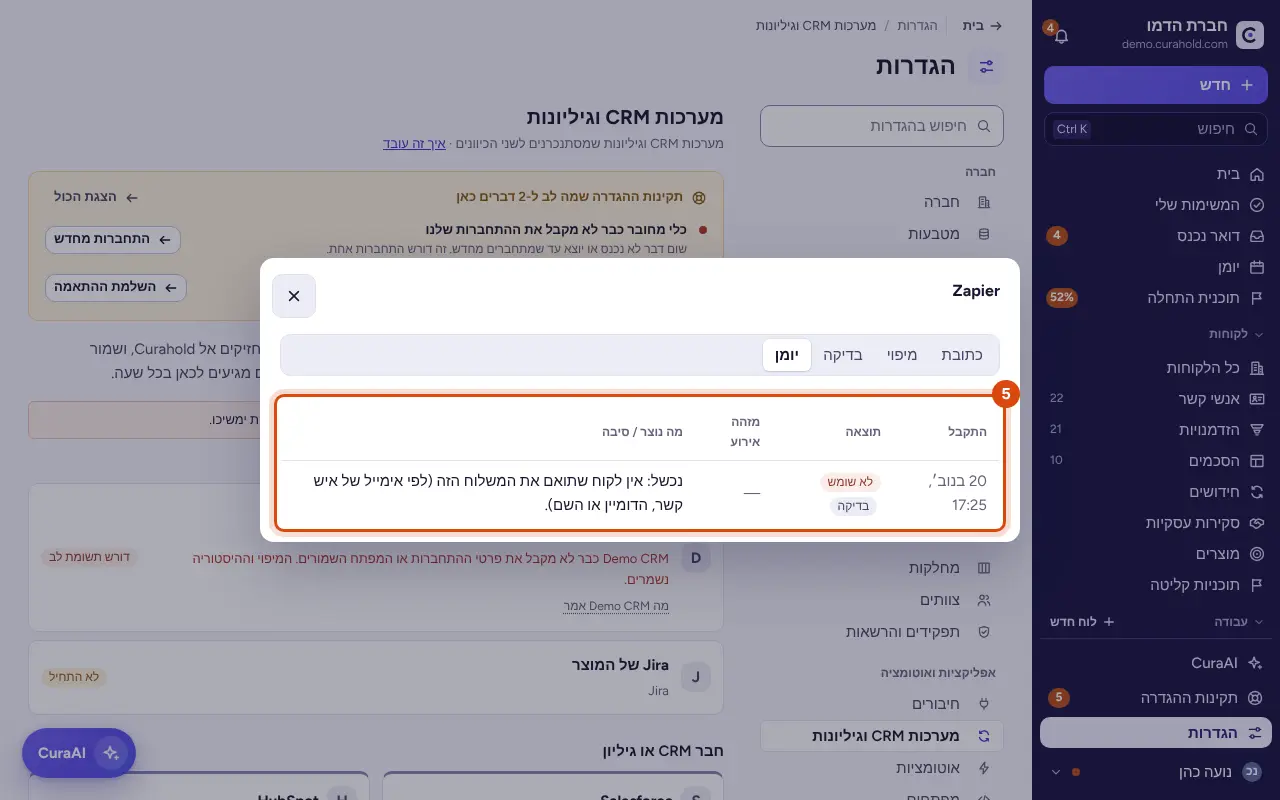 חברת הדמו
demo.curahold.com
4
חדש
חיפוש
Ctrl K
בית
המשימות שלי
דואר נכנס
4
יומן
תוכנית התחלה
52%
לקוחות
כל הלקוחות
אנשי קשר
22
הזדמנויות
21
הסכמים
10
חידושים
סקירות עסקיות
מוצרים
תוכניות קליטה
עבודה
לוח חדש
CuraAI
תקינות ההגדרה
5
הגדרות
נועה כהן
נכ
בית
הגדרות / מערכות CRM וגיליונות
הגדרות
חיפוש בהגדרות
חברה
חברה
מטבעות
מחלקות
צוותים
תפקידים והרשאות
אפליקציות ואוטומציה
חיבורים
מערכות CRM וגיליונות
אוטומציות
מערכות CRM וגיליונות
מערכות CRM וגיליונות שמסתנכרנים לשני הכיוונים · איך זה עובד
תקינות ההגדרה שמה לב ל-2 דברים כאן
הצגת הכול
כלי מחובר כבר לא מקבל את ההתחברות שלנו
שום דבר לא נכנס או יוצא עד שמתחברים מחדש. זה דורש התחברות אחת.
התחברות מחדש
השלמת ההתאמה
חזיקים אל Curahold, ושמור
ם מגיעים לכאן בכל שעה.
ת ימשיכו.
Zapier
כתובת
מיפוי
בדיקה
יומן
5
התקבל
תוצאה
מזהה אירוע
מה נוצר / סיבה
20 בנוב׳, 17:25
לא שומש
בדיקה
—
נכשל: אין לקוח שתואם את המשלוח הזה (לפי אימייל של איש
קשר, הדומיין או השם).
D
Demo CRM כבר לא מקבל את פרטי ההתחברות או המפתח השמורים. המיפוי וההיסטוריה
נשמרים.
מה Demo CRM אמר
דורש תשומת לב
J
Jira של המוצר
Jira
לא התחיל
חבר CRM או גיליון
Salesforce
HubSpot
CuraAI